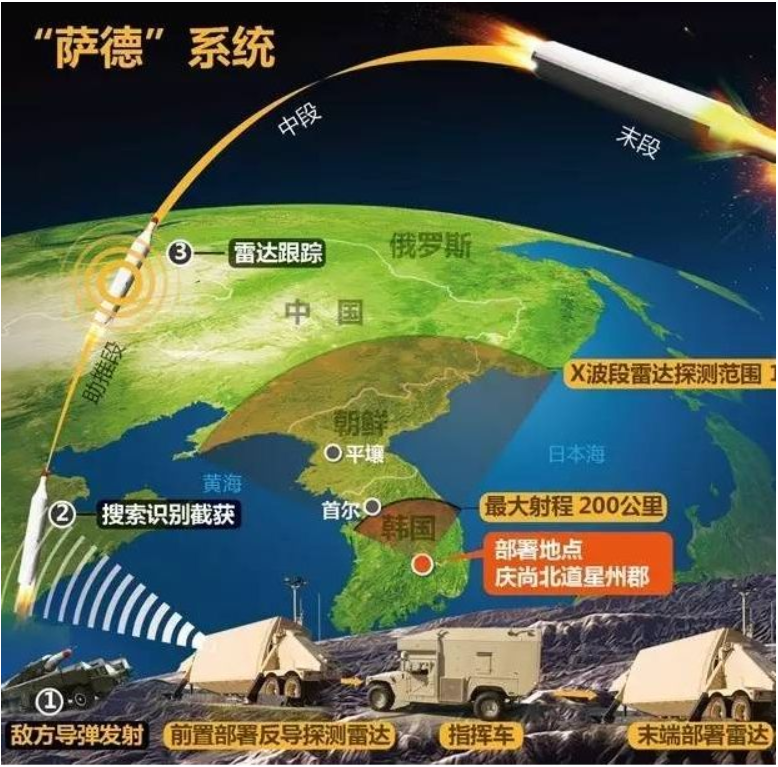 “萨德”系统
中段
末段
③
雷达跟踪
俄罗斯
中国
助推段
X波段雷达探测范围 1
朝鲜
平壤
日本海
黄海
②
搜索识别截获
首尔
最大射程 200公里
韩国
部署地点
庆尚北道星州郡
①
敌方导弹发射
前置部署反导探测雷达
指挥车
末端部署雷达